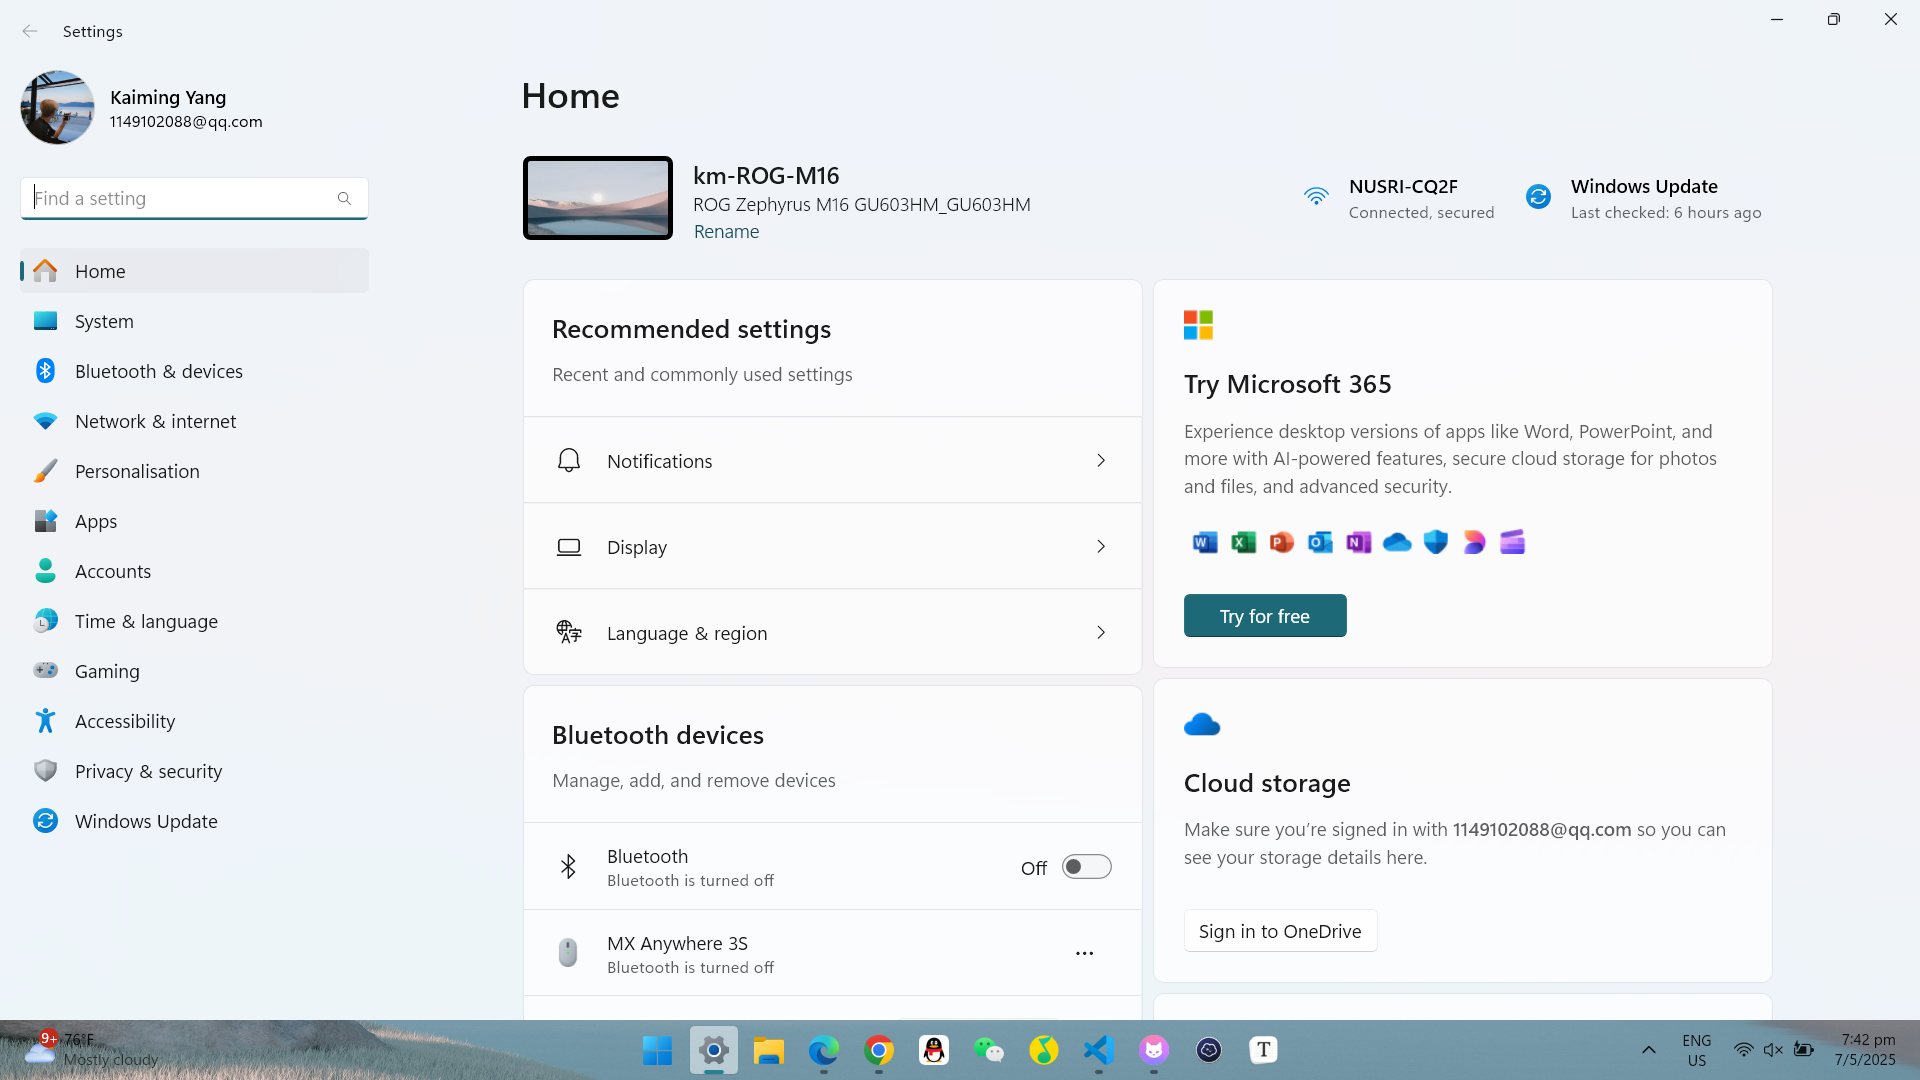 Settings
Kaiming Yang
1149102088@qq.com
Find a setting
Home
System
Bluetooth & devices
Network & internet
Personalisation
Apps
Accounts
Time & language
Gaming
Accessibility
Privacy & security
Windows Update
Home
km-ROG-M16
ROG Zephyrus M16 GU603HM_GU603HM
Rename
NUSRI-CQ2F
Connected, secured
Windows Update
Last checked: 6 hours ago
Recommended settings
Recent and commonly used settings
Notifications
Display
Language & region
Bluetooth devices
Manage, add, and remove devices
Bluetooth
Bluetooth is turned off
Off
MX Anywhere 3S
Bluetooth is turned off
Try Microsoft 365
Experience desktop versions of apps like Word, PowerPoint, and
more with AI-powered features, secure cloud storage for photos
and files, and advanced security.
Try for free
Cloud storage
Make sure you’re signed in with 1149102088@qq.com so you can
see your storage details here.
Sign in to OneDrive
9+
76°F
Mostly cloudy
T
ENG
US
7:42 pm
7/5/2025